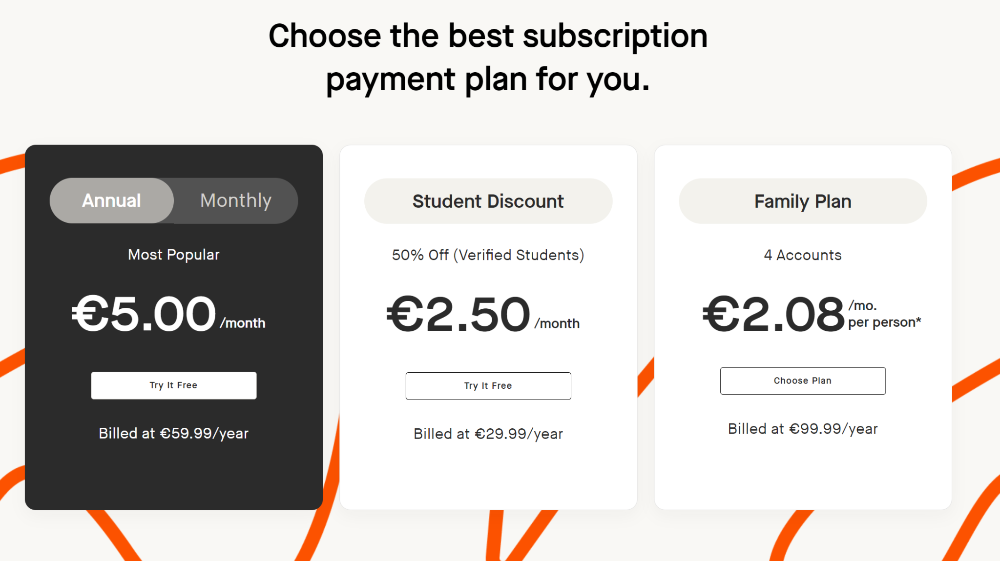 Choose the best subscription
payment plan for you.
Annual
Monthly
Most Popular
€5.00 /month
Try It Free
Billed at €59.99/year
Student Discount
50% Off (Verified Students)
€2.50 /month
Try It Free
Billed at €29.99/year
Family Plan
4 Accounts
€2.08 /mo.
per person*
Choose Plan
Billed at €99.99/year